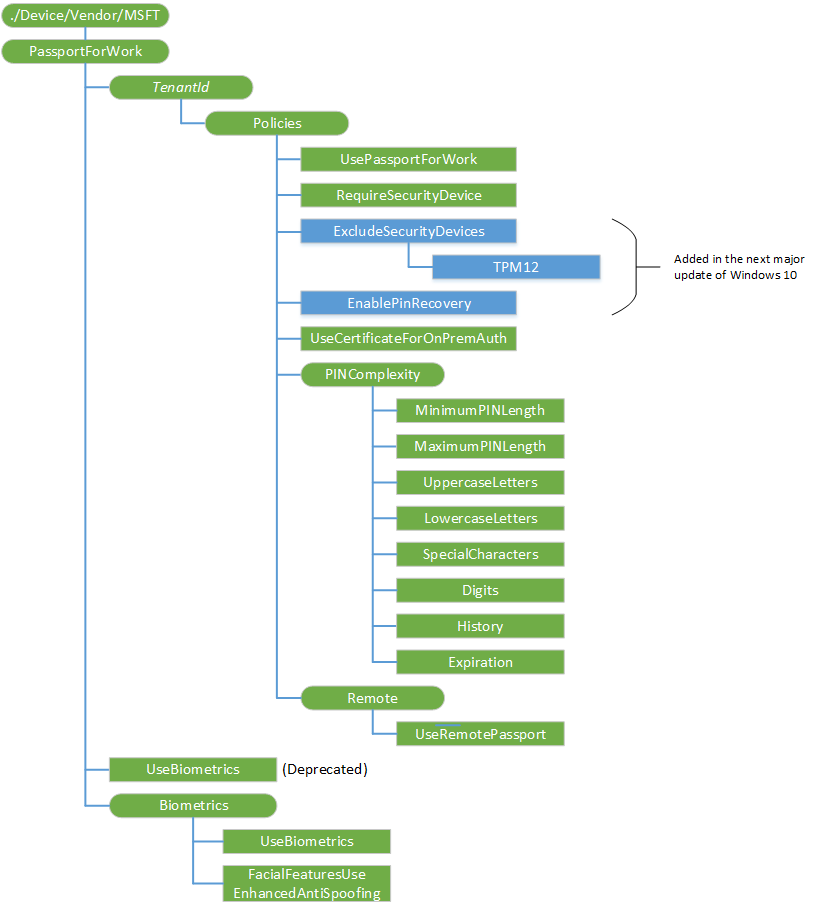 ./Device/Vendor/MSFT
PassportForWork
TenantId
Policies
UsePassportForWork
RequireSecurityDevice
ExcludeSecurityDevices
TPM12
Added in the next major
update of Windows 10
EnablePinRecovery
UseCertificateForOnPremAuth
PINComplexity
MinimumPINLength
MaximumPINLength
UppercaseLetters
LowercaseLetters
SpecialCharacters
Digits
History
Expiration
Remote
UseRemotePassport
UseBiometrics (Deprecated)
Biometrics
UseBiometrics
FacialFeaturesUse
EnhancedAntiSpoofing